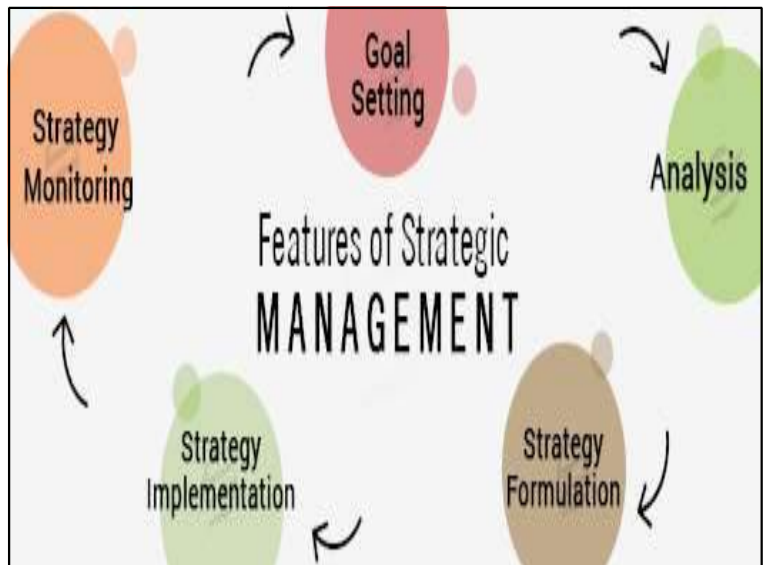 Goal
Setting
Analysis
Strategy
Formulation
Strategy
Implementation
Strategy
Monitoring
Features of Strategic
MANAGEMENT